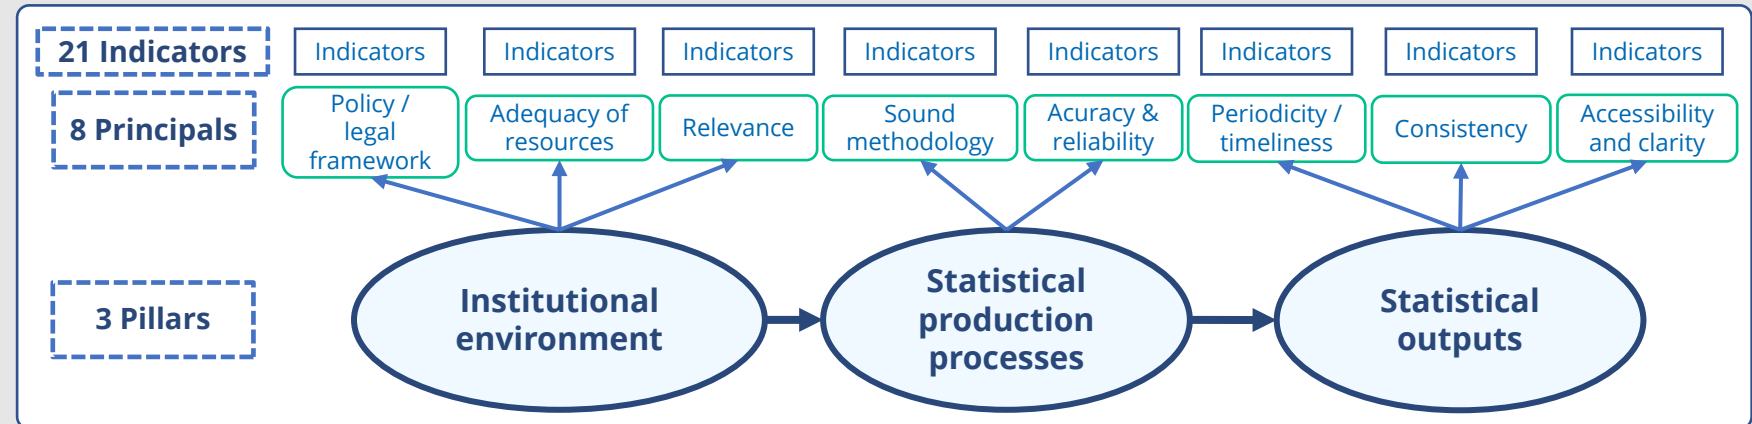 21 Indicators
Indicators
Indicators
Indicators
Indicators
Indicators
Indicators
Indicators
Indicators
8 Principals
Policy /
legal
framework
Adequacy of
resources
Relevance
Sound
methodology
Acuracy &
reliability
Periodicity /
timeliness
Consistency
Accessibility
and clarity
3 Pillars
Institutional
environment
Statistical
production
processes
Statistical
outputs